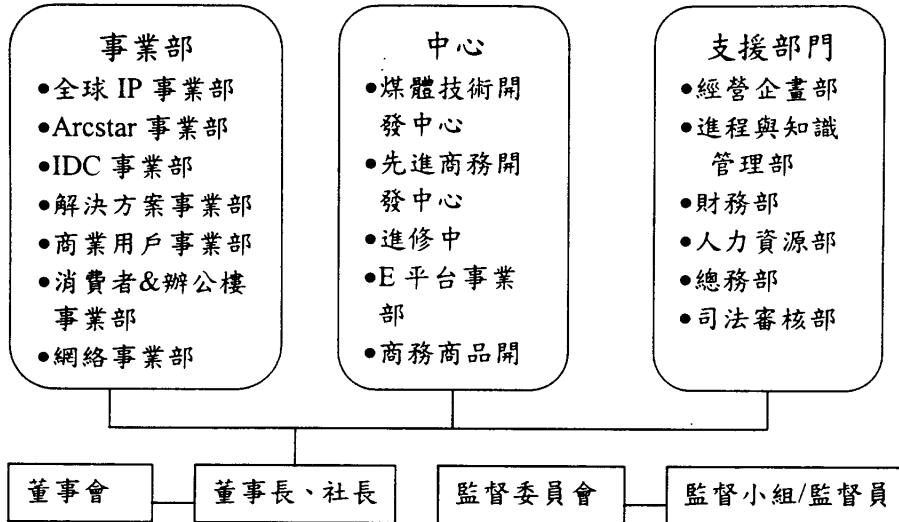 事業部
●全球 IP 事業部
●Arcstar 事業部
●IDC 事業部
●解決方案事業部
●商業用戶事業部
●消費者&辦公樓
事業部
●網絡事業部
中心
●煤體技術開
發中心
●先進商務開
發中心
●進修中
●E 平台事業
部
●商務商品開
支援部門
●經營企畫部
●進程與知識
管理部
●財務部
●人力資源部
●總務部
●司法審核部
董事會
董事長、社長
監督委員會
監督小組/監督員